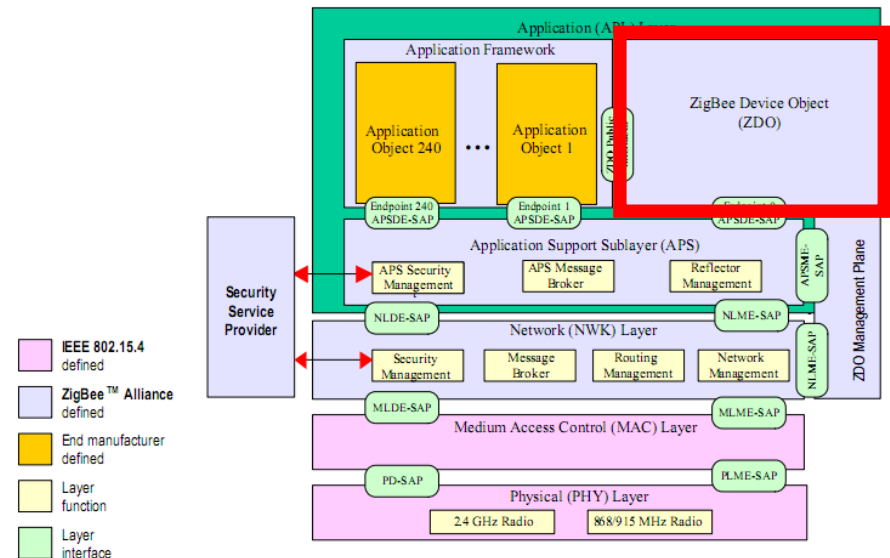 Application (APL) Layer
Application Framework
Application
Object 240
...
Application
Object 1
ZDO Public
Interface
ZigBee Device Object
(ZDO)
Endpoint 240
APSDE-SAP
Endpoint 1
APSDE-SAP
Endpoint 0
APSDE-SAP
Application Support Sublayer (APS)
APS Security
Management
APS Message
Broker
Reflector
Management
APSME-
SAP
ZDO Management Plane
Security
Service
Provider
NLDE-SAP
NLME-SAP
Network (NWK) Layer
Security
Management
Message
Broker
Routing
Management
Network
Management
NLME-SAP
MLDE-SAP
MLME-SAP
Medium Access Control (MAC) Layer
PD-SAP
PLME-SAP
Physical (PHY) Layer
2.4 GHz Radio
868/915 MHz Radio
IEEE 802.15.4
defined
ZigBee™ Alliance
defined
End manufacturer
defined
Layer
function
Layer
interface